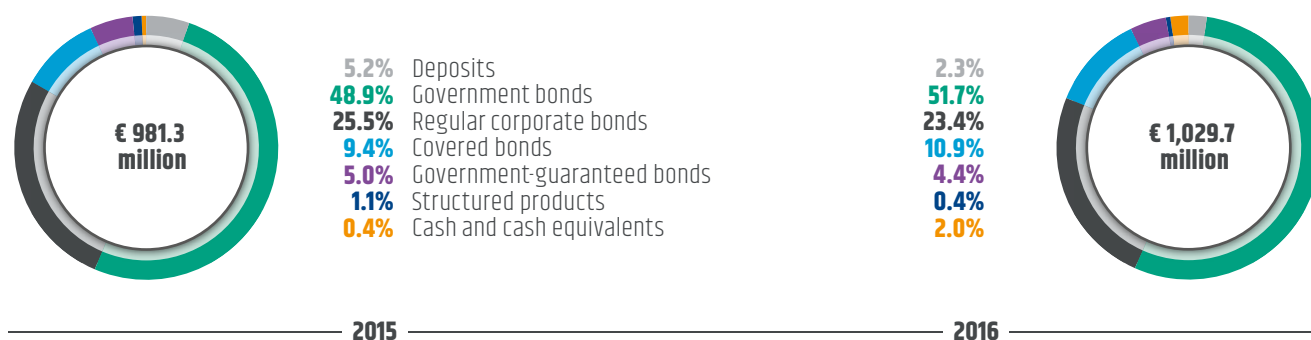 € 981.3
million
5.2% Deposits 2.3%
48.9% Government bonds 51.7%
25.5% Regular corporate bonds 23.4%
9.4% Covered bonds 10.9%
5.0% Government-guaranteed bonds 4.4%
1.1% Structured products 0.4%
0.4% Cash and cash equivalents 2.0%
€ 1,029.7
million
2015 2016